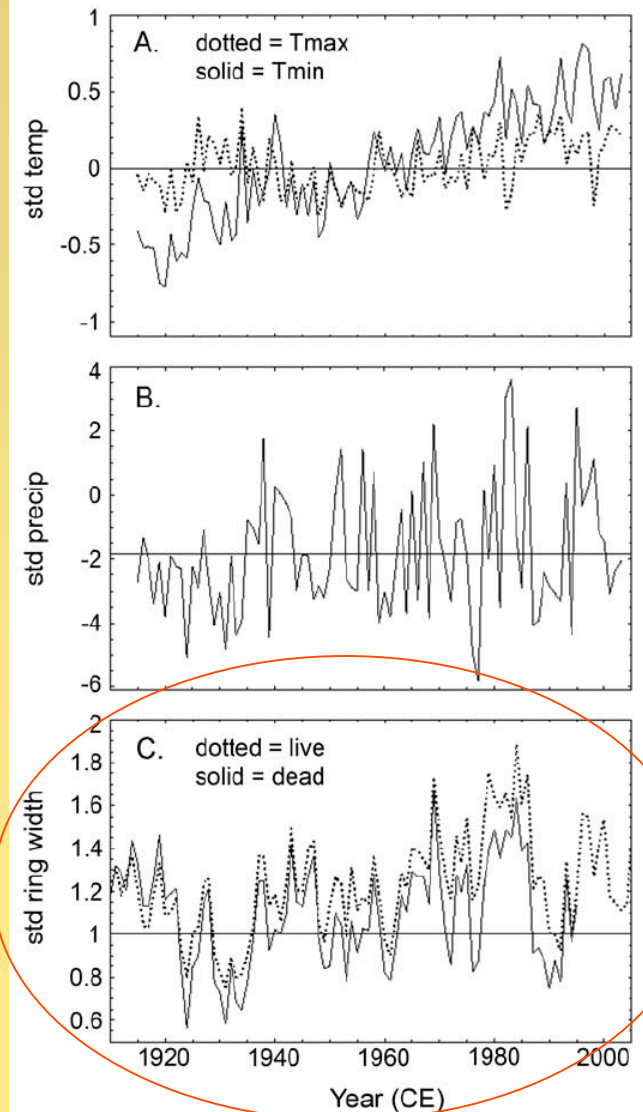 A. dotted = Tmax
solid = Tmin
std temp
1
0.5
0
-0.5
-1
B.
std precip
4
2
0
-2
-4
-6
C. dotted = live
solid = dead
std ring width
2
1.8
1.6
1.4
1.2
1
0.8
0.6
1920 1940 1960 1980 2000
Year (CE)